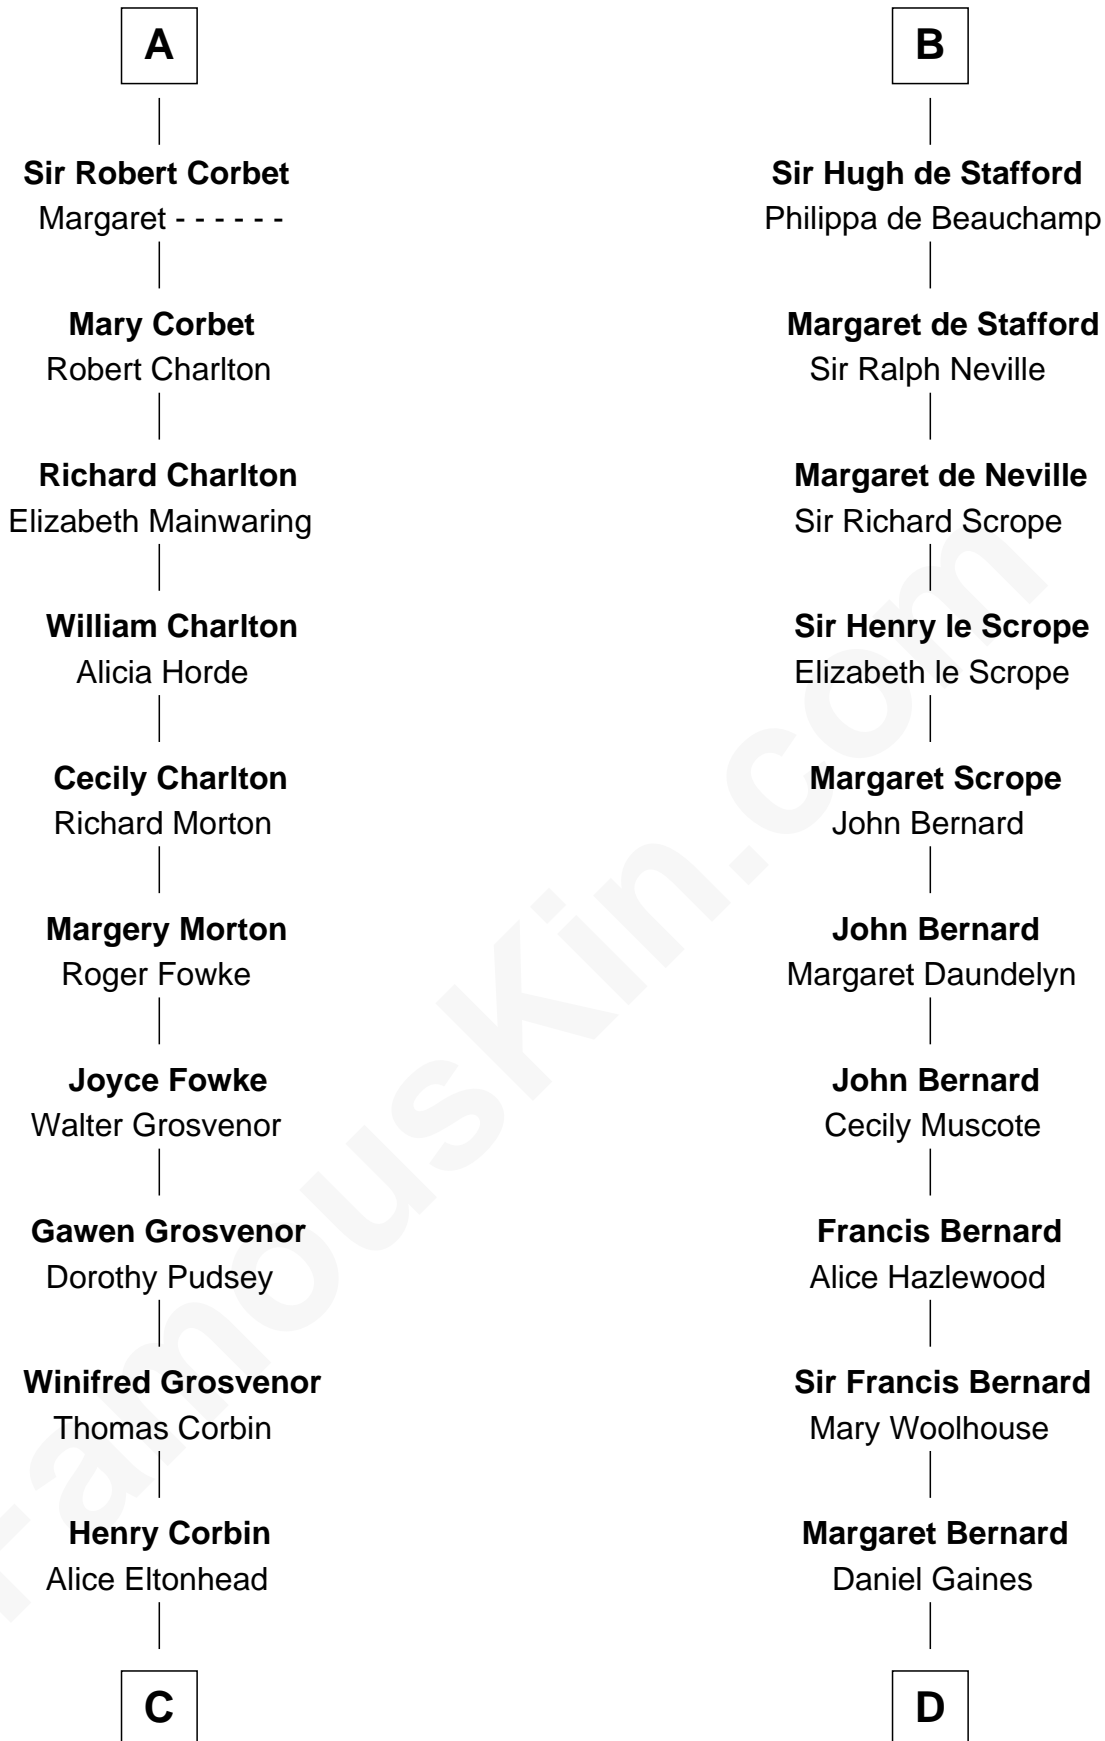 A
Sir Robert Corbet
Margaret - - - - - -
Mary Corbet
Robert Charlton
Richard Charlton
Elizabeth Mainwaring
William Charlton
Alicia Horde
Cecily Charlton
Richard Morton
Margery Morton
Roger Fowke
Joyce Fowke
Walter Grosvenor
Gawen Grosvenor
Dorothy Pudsey
Winifred Grosvenor
Thomas Corbin
Henry Corbin
Alice Eltonhead
C
B
Sir Hugh de Stafford
Philippa de Beauchamp
Margaret de Stafford
Sir Ralph Neville
Margaret de Neville
Sir Richard Scrope
Sir Henry le Scrope
Elizabeth le Scrope
Margaret Scrope
John Bernard
John Bernard
Margaret Daundelyn
John Bernard
Cecily Muscote
Francis Bernard
Alice Hazlewood
Sir Francis Bernard
Mary Woolhouse
Margaret Bernard
Daniel Gaines
D
FamousKin.com